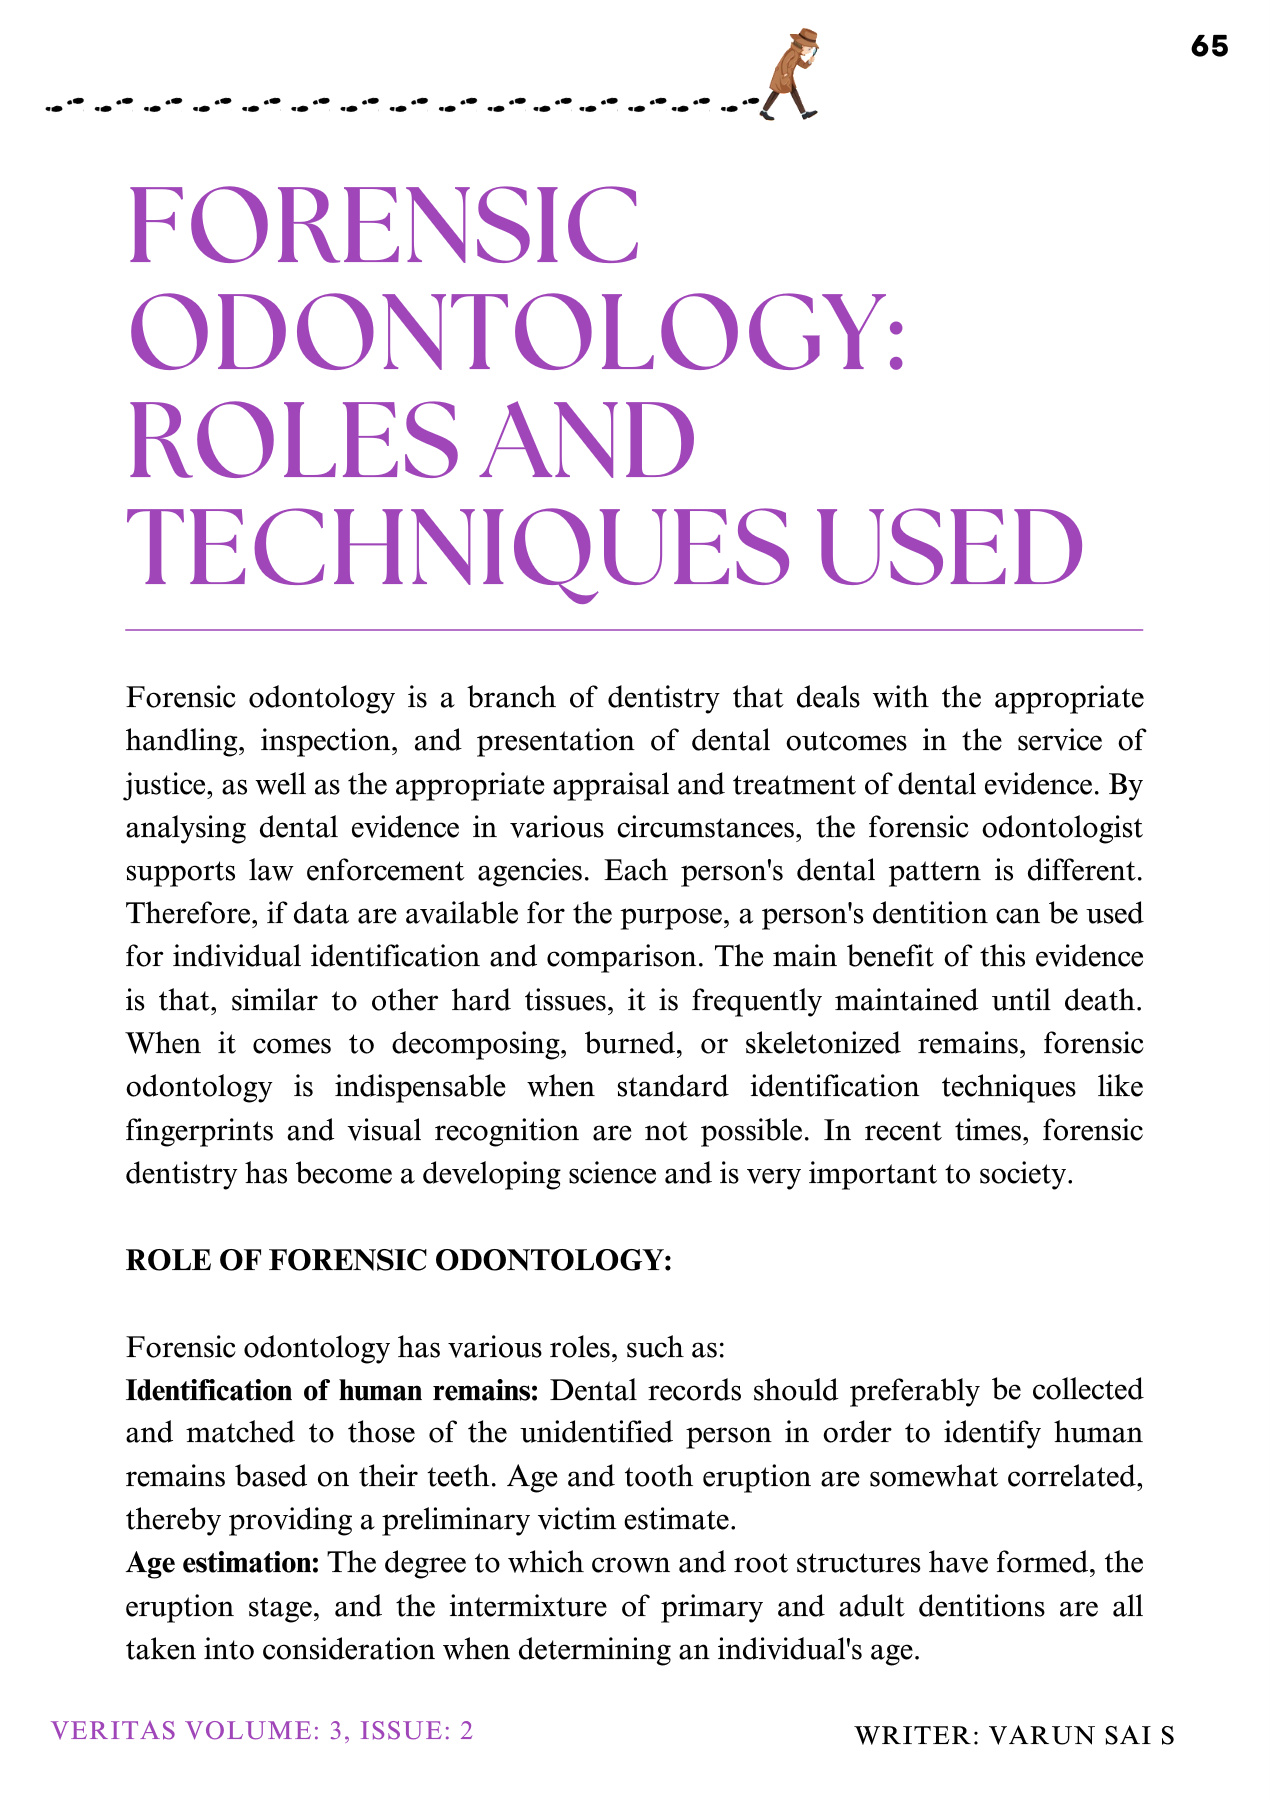 65
FORENSIC
ODONTOLOGY:
ROLES AND
TECHNIQUES USED
Forensic odontology is a branch of dentistry that deals with the appropriate
handling, inspection, and presentation of dental outcomes in the service of
justice, as well as the appropriate appraisal and treatment of dental evidence. By
analysing dental evidence in various circumstances, the forensic odontologist
supports law enforcement agencies. Each person's dental pattern is different.
Therefore, if data are available for the purpose, a person's dentition can be used
for individual identification and comparison. The main benefit of this evidence
is that, similar to other hard tissues, it is frequently maintained until death.
When it comes to decomposing, burned, or skeletonized remains, forensic
odontology is indispensable when standard identification techniques like
fingerprints and visual recognition are not possible. In recent times, forensic
dentistry has become a developing science and is very important to society.
ROLE OF FORENSIC ODONTOLOGY:
Forensic odontology has various roles, such as:
Identification of human remains: Dental records should preferably be collected
and matched to those of the unidentified person in order to identify human
remains based on their teeth. Age and tooth eruption are somewhat correlated,
thereby providing a preliminary victim estimate.
Age estimation: The degree to which crown and root structures have formed, the
eruption stage, and the intermixture of primary and adult dentitions are all
taken into consideration when determining an individual's age.
VERITAS VOLUME: 3, ISSUE: 2
WRITER: VARUN SAI S